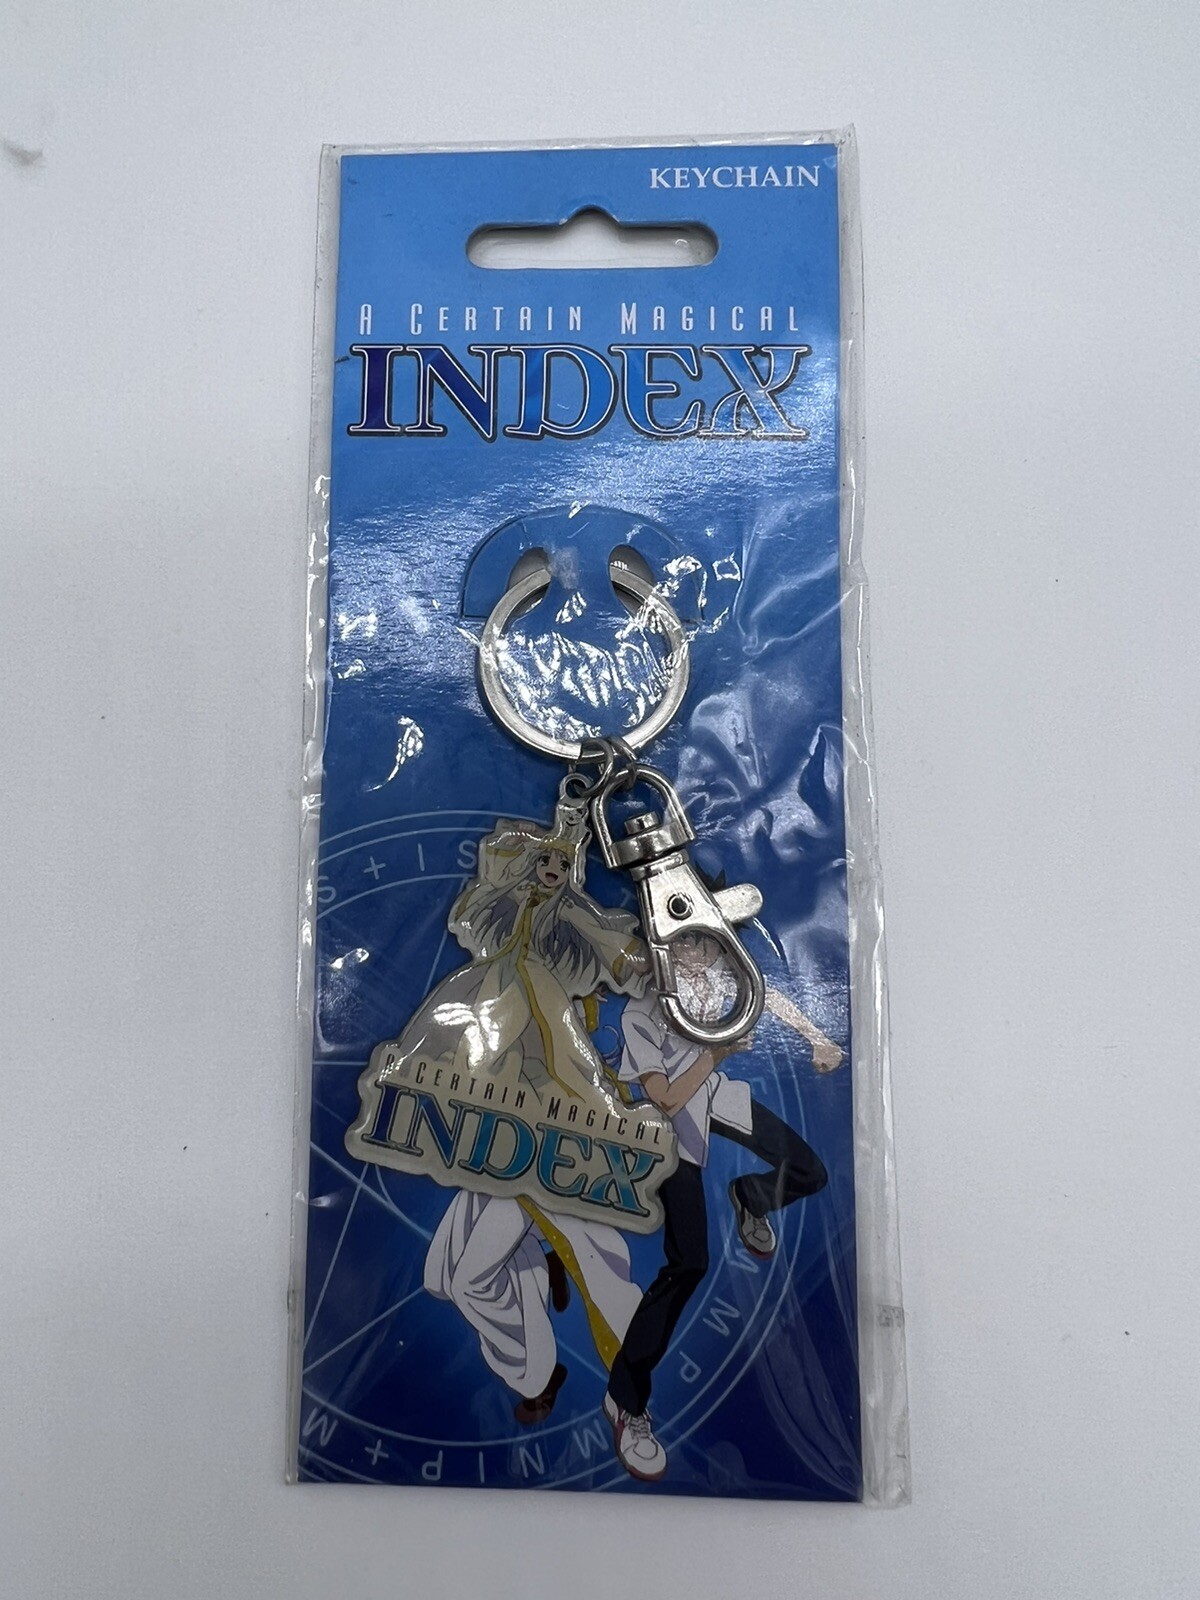 KEYCHAIN
A CERTAIN MAGICAL
INDEX
S + I S
A CERTAIN MAGICAL
INDEX
M M P M N I P + M